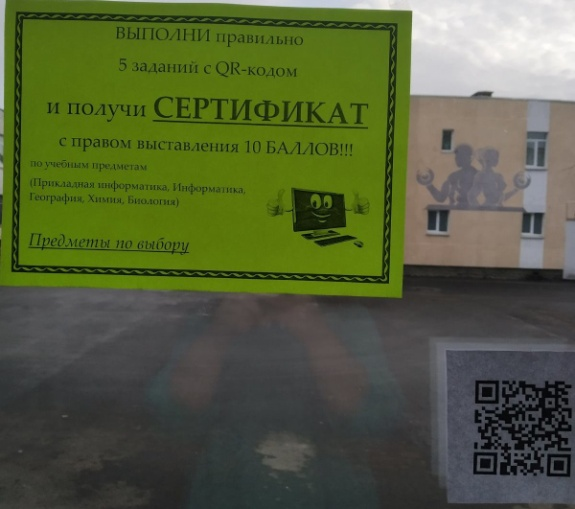 ВЫПОЛНИ правильно
5 заданий с QR-кодом
и получи СЕРТИФИКАТ
с правом выставления 10 БАЛЛОВ!!!
по учебным предметам
(Прикладная информатика, Информатика,
География, Химия, Биология)
Предметы по выбору